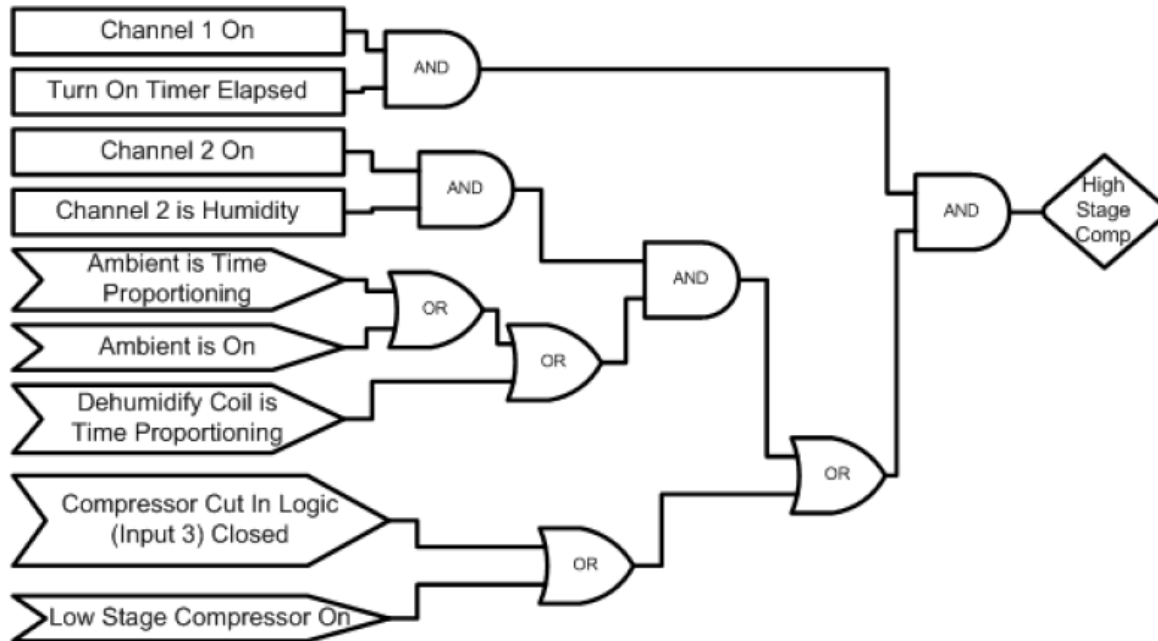 Channel 1 On
AND
Turn On Timer Elapsed
Channel 2 On
AND
Channel 2 is Humidity
AND
High
Stage
Comp
Ambient is Time
Proportioning
OR
AND
Ambient is On
OR
Dehumidify Coil is
Time Proportioning
OR
Compressor Cut In Logic
(Input 3) Closed
OR
Low Stage Compressor On